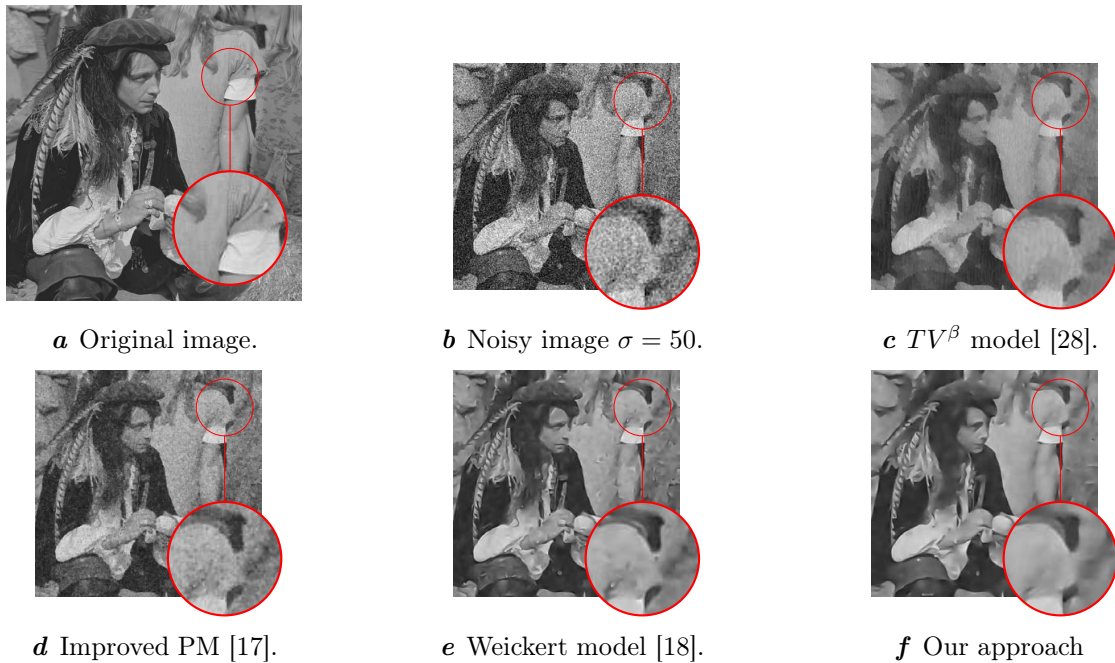 a Original image.
b Noisy image σ = 50.
c TV^β model [28].
d Improved PM [17].
e Weickert model [18].
f Our approach